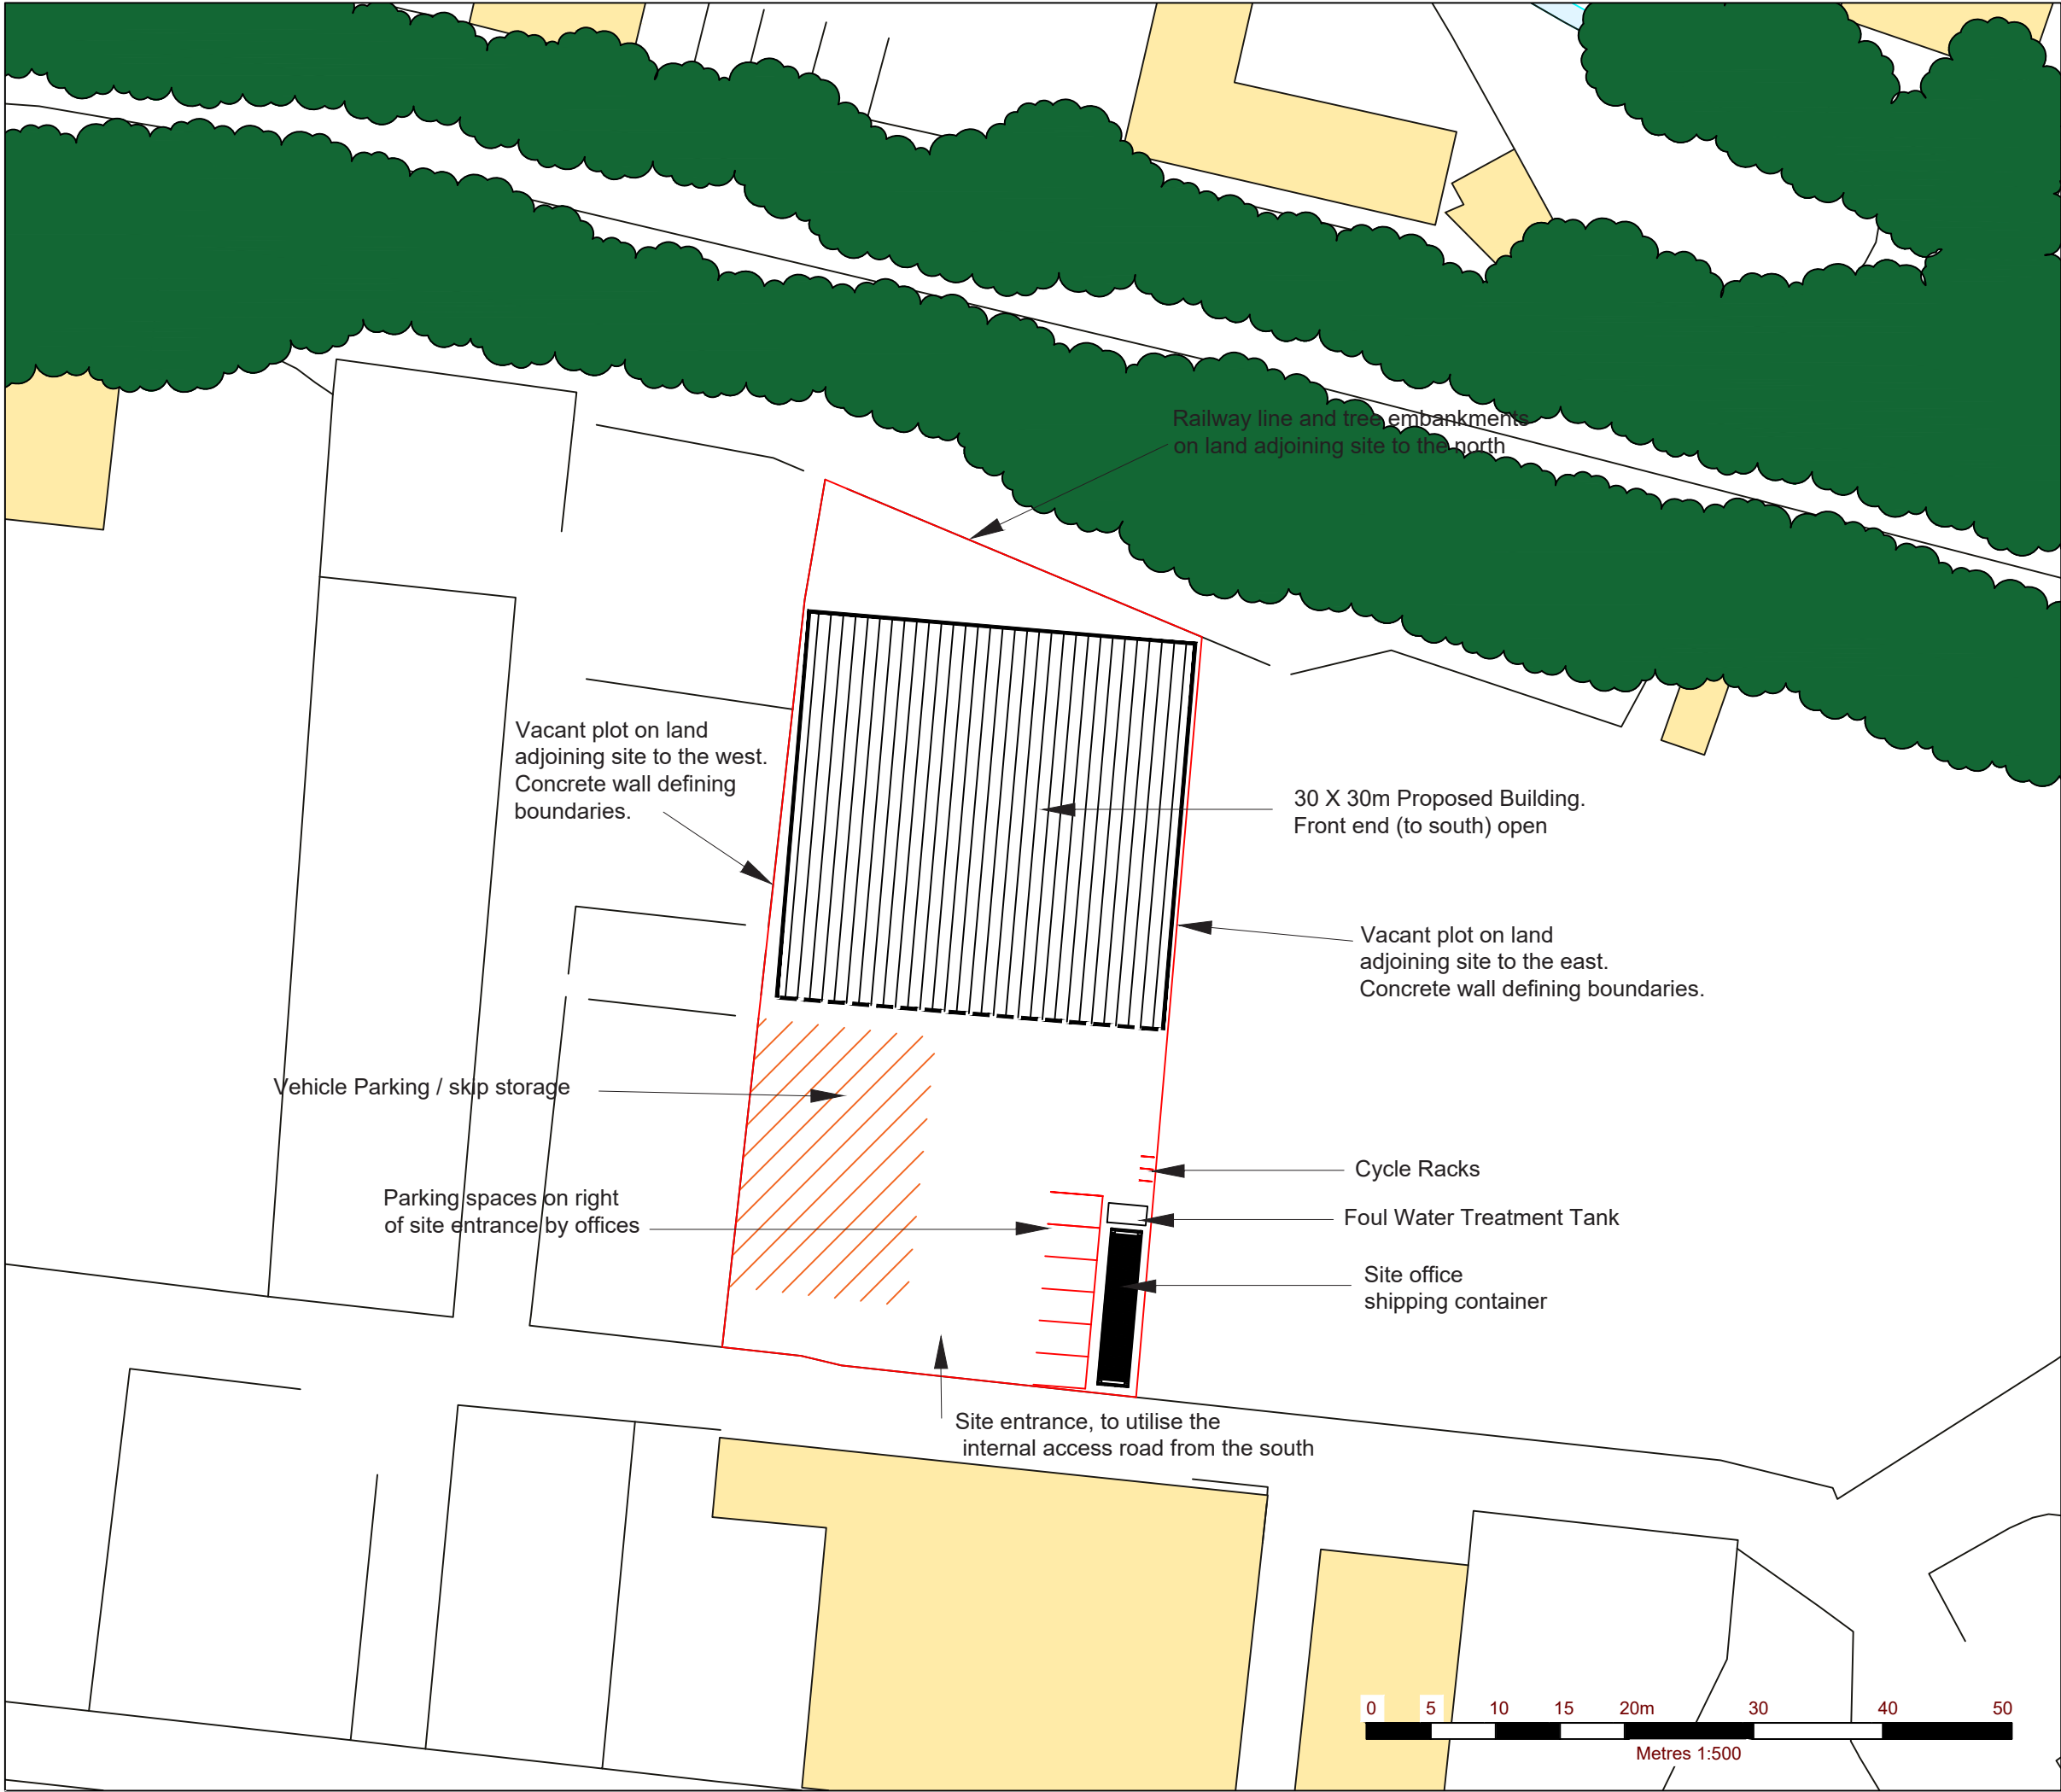 Railway line and tree embankments
on land adjoining site to the north
Vacant plot on land
adjoining site to the west.
Concrete wall defining
boundaries.
30 X 30m Proposed Building.
Front end (to south) open
Vacant plot on land
adjoining site to the east.
Concrete wall defining boundaries.
Vehicle Parking / skip storage
Cycle Racks
Parking spaces on right
of site entrance by offices
Foul Water Treatment Tank
Site office
shipping container
Site entrance, to utilise the
internal access road from the south
0 5 10 15 20m 30 40 50
Metres 1:500